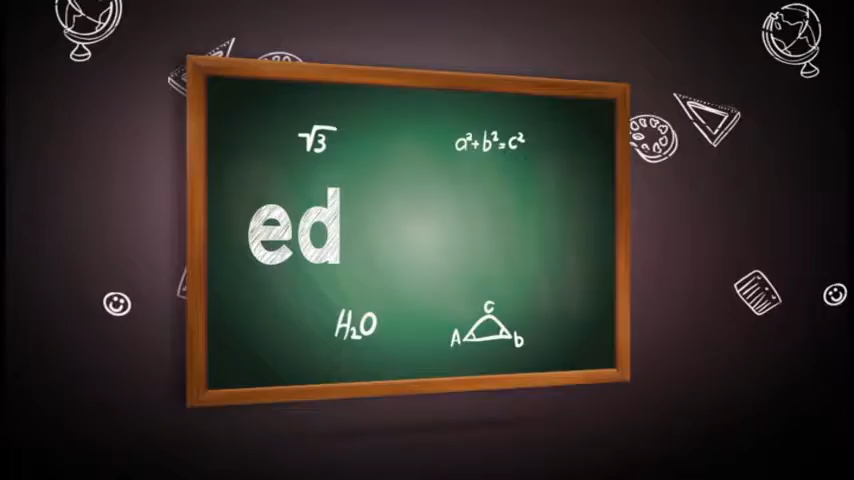 √3
a²+b²=c²
ed
H₂O
C
A b